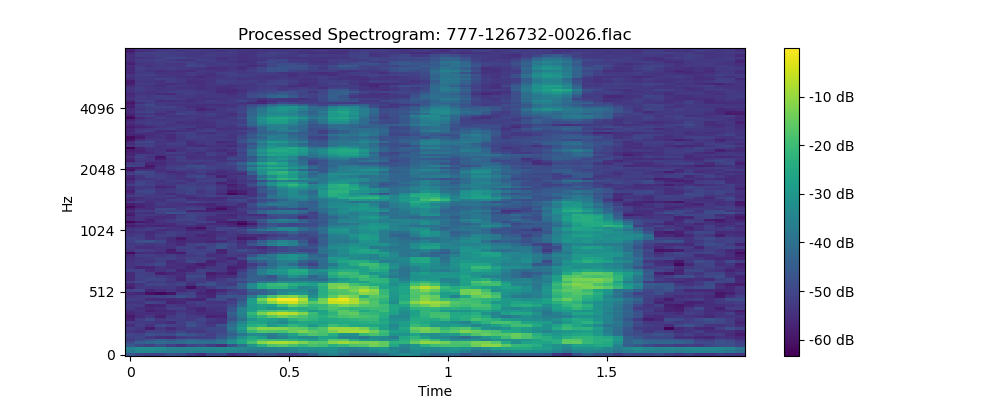 Processed Spectrogram: 777-126732-0026.flac
Hz
4096
2048
1024
512
0
0 0.5 1 1.5
Time
-10 dB
-20 dB
-30 dB
-40 dB
-50 dB
-60 dB